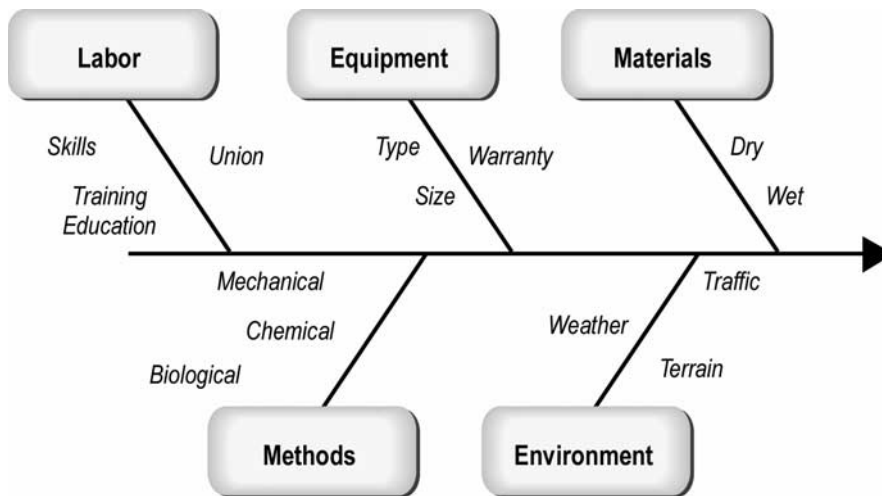 Labor
Equipment
Materials
Skills
Union
Type
Warranty
Dry
Training
Education
Size
Wet
Mechanical
Traffic
Chemical
Weather
Biological
Terrain
Methods
Environment